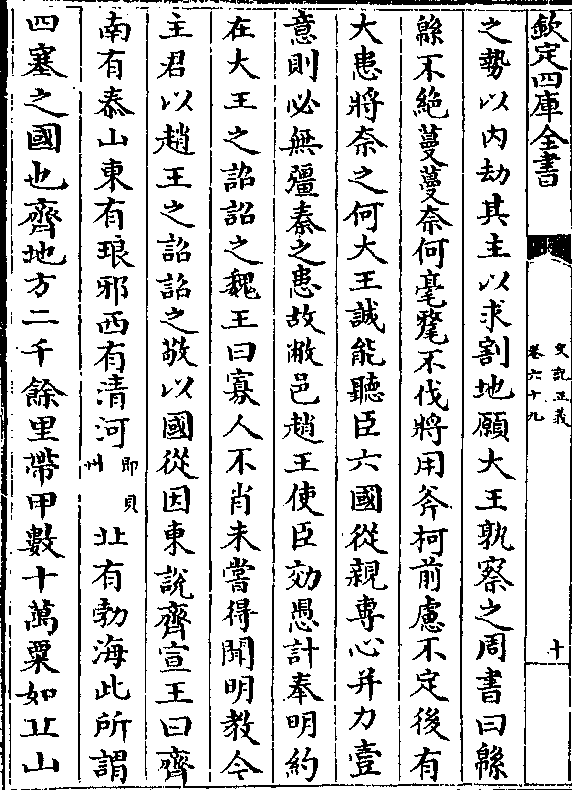 欽定四庫全書
史記正義
卷六十九
十
之勢以内劫其主以求割地願大王孰察之周書曰緜
緜不絶蔓蔓奈何毫氂不伐將用斧柯前慮不定後有
大患將奈之何大王誠能聽臣六國從親専心并力壹
意則必無彊秦之患故敝邑趙王使臣効愚計奉明約
在大王之詔詔之魏王曰寡人不肖未嘗得聞明教今
主君以趙王之詔詔之敬以國從因東說齊宣王曰齊
南有泰山東有琅邪西有清河即貝州北有勃海此所謂
四塞之國也齊地方二千餘里帶甲數十萬粟如丘山